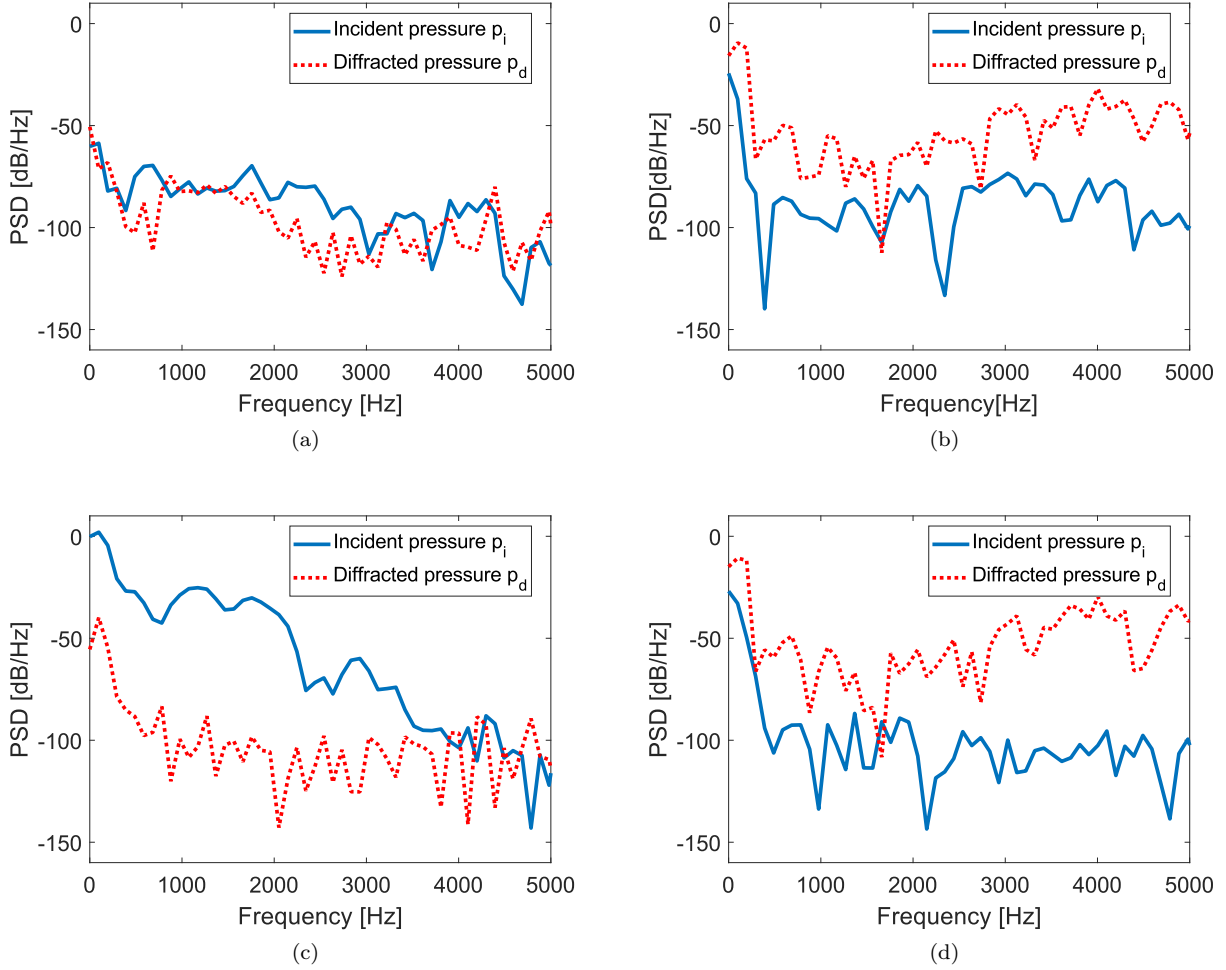 0
-50
-100
-150
PSD [dB/Hz]
Incident pressure p_i
Diffracted pressure p_d
0 1000 2000 3000 4000 5000
Frequency [Hz]
(a)
0
-50
-100
-150
PSD[dB/Hz]
Incident pressure p_i
Diffracted pressure p_d
0 1000 2000 3000 4000 5000
Frequency[Hz]
(b)
0
-50
-100
-150
PSD [dB/Hz]
Incident pressure p_i
Diffracted pressure p_d
0 1000 2000 3000 4000 5000
Frequency [Hz]
(c)
0
-50
-100
-150
PSD [dB/Hz]
Incident pressure p_i
Diffracted pressure p_d
0 1000 2000 3000 4000 5000
Frequency [Hz]
(d)